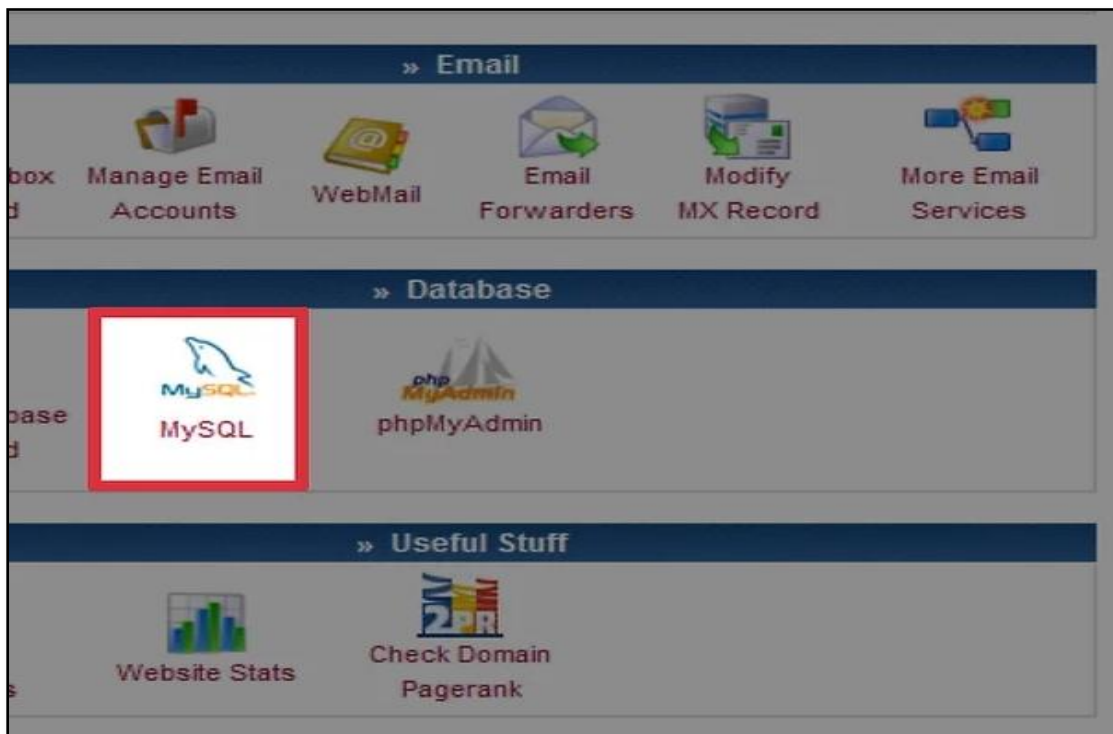 » Email
box
d
Manage Email
Accounts
WebMail
Email
Forwarders
Modify
MX Record
More Email
Services
» Database
base
d
MySQL
MySQL
php
MyAdmin
phpMyAdmin
» Useful Stuff
s
Website Stats
2PR
Check Domain
Pagerank